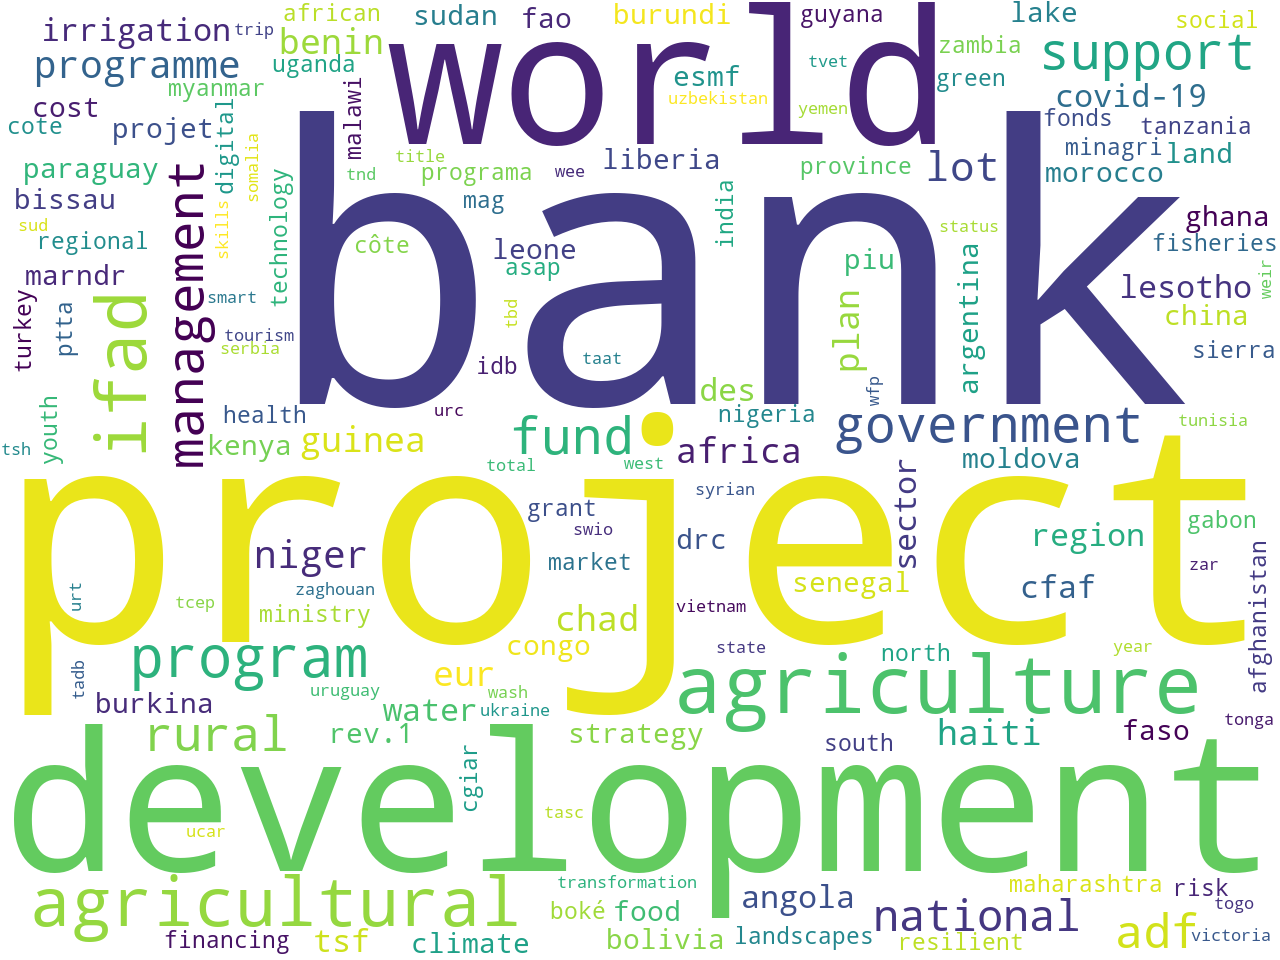 african
sudan
fao
burundi
world
guyana
lake
social
irrigation
trip
benin
zambia
support
programme
uganda
esmf
tvet
green
myanmar
uzbekistan
yemen
covid-19
cost
malawi
digital
bank
fonds
cote
projet
tanzania
title
liberia
province
lot
minagri
land
paraguay
somalia
tnd
programa
wee
morocco
management
technology
bissau
skills
mag
india
ghana
sud
regional
côte
leone
status
fisheries
marndr
asap
piu
argentina
lesotho
weir
ifad
smart
tbd
plan
china
turkey
ptta
tourism
serbia
idb
taat
sierra
des
wfp
youth
health
urc
nigeria
government
tunisia
tsh
kenya
guinea
fund
africa
moldova
total
west
project
syrian
sector
grant
swio
drc
region
gabon
niger
market
zar
urt
zaghouan
senegal
cfaf
afghanistan
tcep
ministry
chad
vietnam
program
congo
state
north
year
tadb
uruguay
eur
wash
agriculture
burkina
water
ukraine
tonga
rural
rev.1
strategy
south
haiti
faso
development
cgiar
tasc
ucar
agricultural
transformation
angola
maharashtra
risk
togo
boké
food
national
adf
financing
tsf
climate
bolivia
landscapes
resilient
victoria